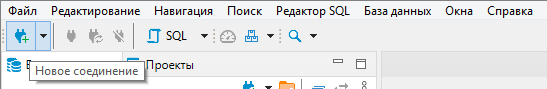 Файл Редактирование Навигация Поиск Редактор SQL База данных Окна Справка
SQL
Проекты
Новое соединение